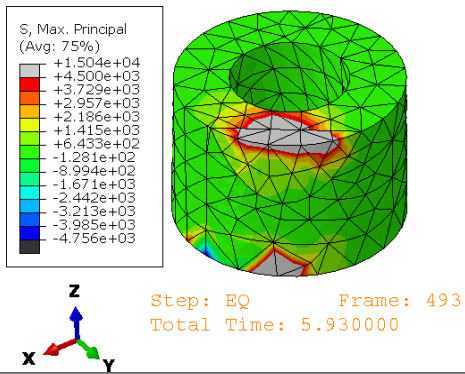 S, Max. Principal
(Avg: 75%)
+1.504e+04
+4.500e+03
+3.729e+03
+2.957e+03
+2.186e+03
+1.415e+03
+6.433e+02
-1.281e+02
-8.994e+02
-1.671e+03
-2.442e+03
-3.213e+03
-3.985e+03
-4.756e+03
Step: EQ Frame: 493
Total Time: 5.930000
Z
X
Y